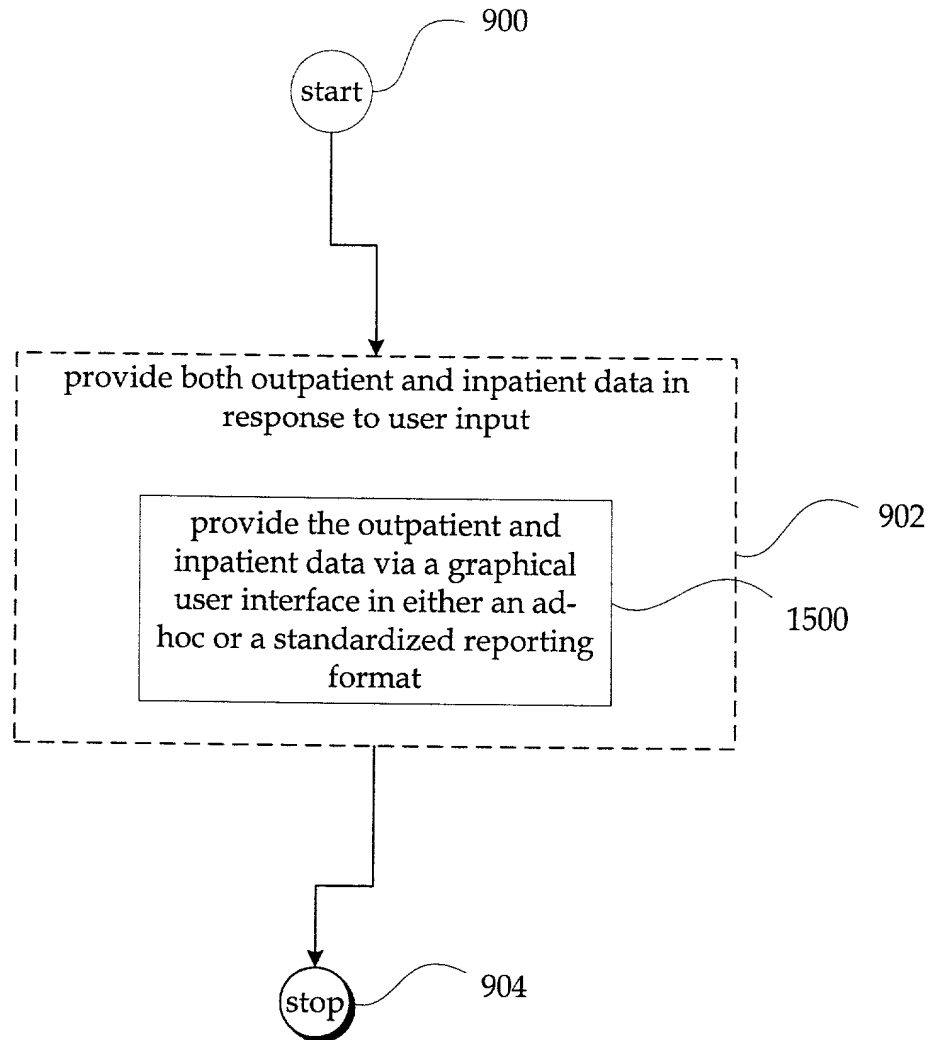 900
start
provide both outpatient and inpatient data in
response to user input
902
provide the outpatient and
inpatient data via a graphical
user interface in either an ad-
hoc or a standardized reporting
format
1500
stop
904